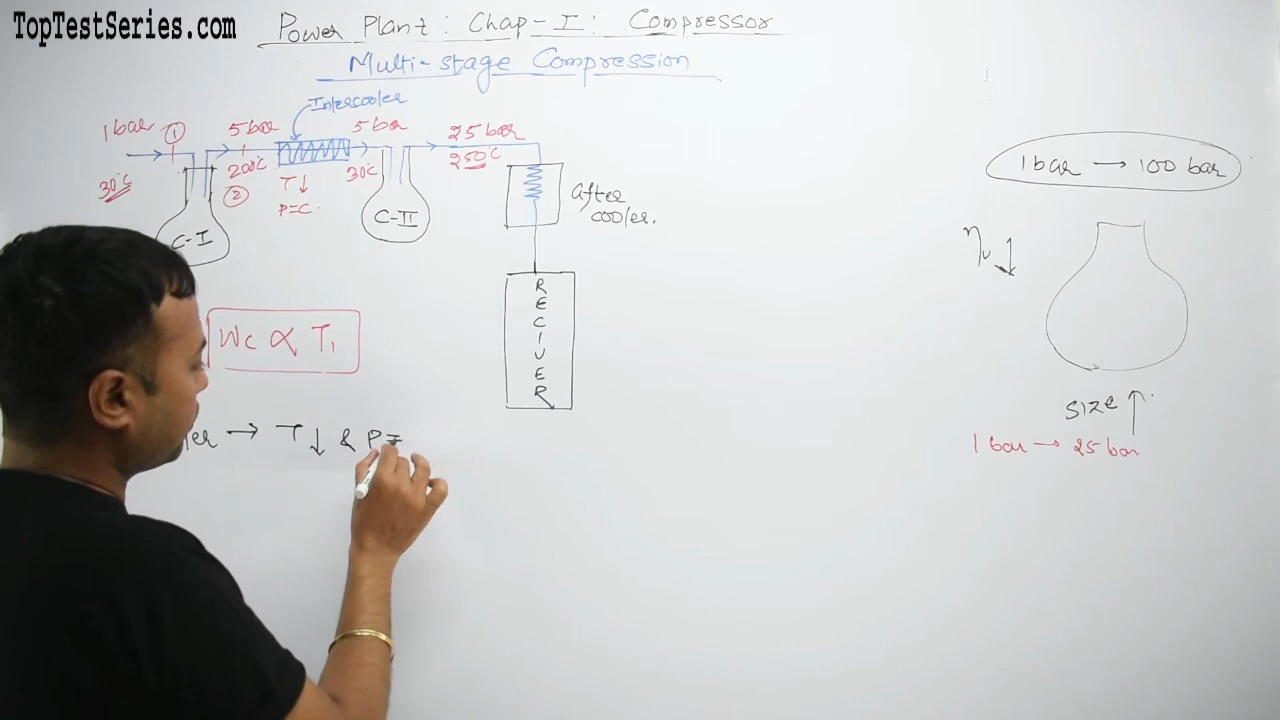 TopTestSeries.com
Power Plant: Chap-I: Compressor
Multi-stage Compression
Intercooler
1 bar ① 5 bar 5 bar 25 bar
30°C 200°C 30°C 250°C
② T↓
P=C
C-I C-II
After
cooler.
RECIVER
Wc ∝ T₁
ler → T↓ & P=
1 bar → 100 bar
ηv ↓
SIZE ↑
1 bar → 25 bar